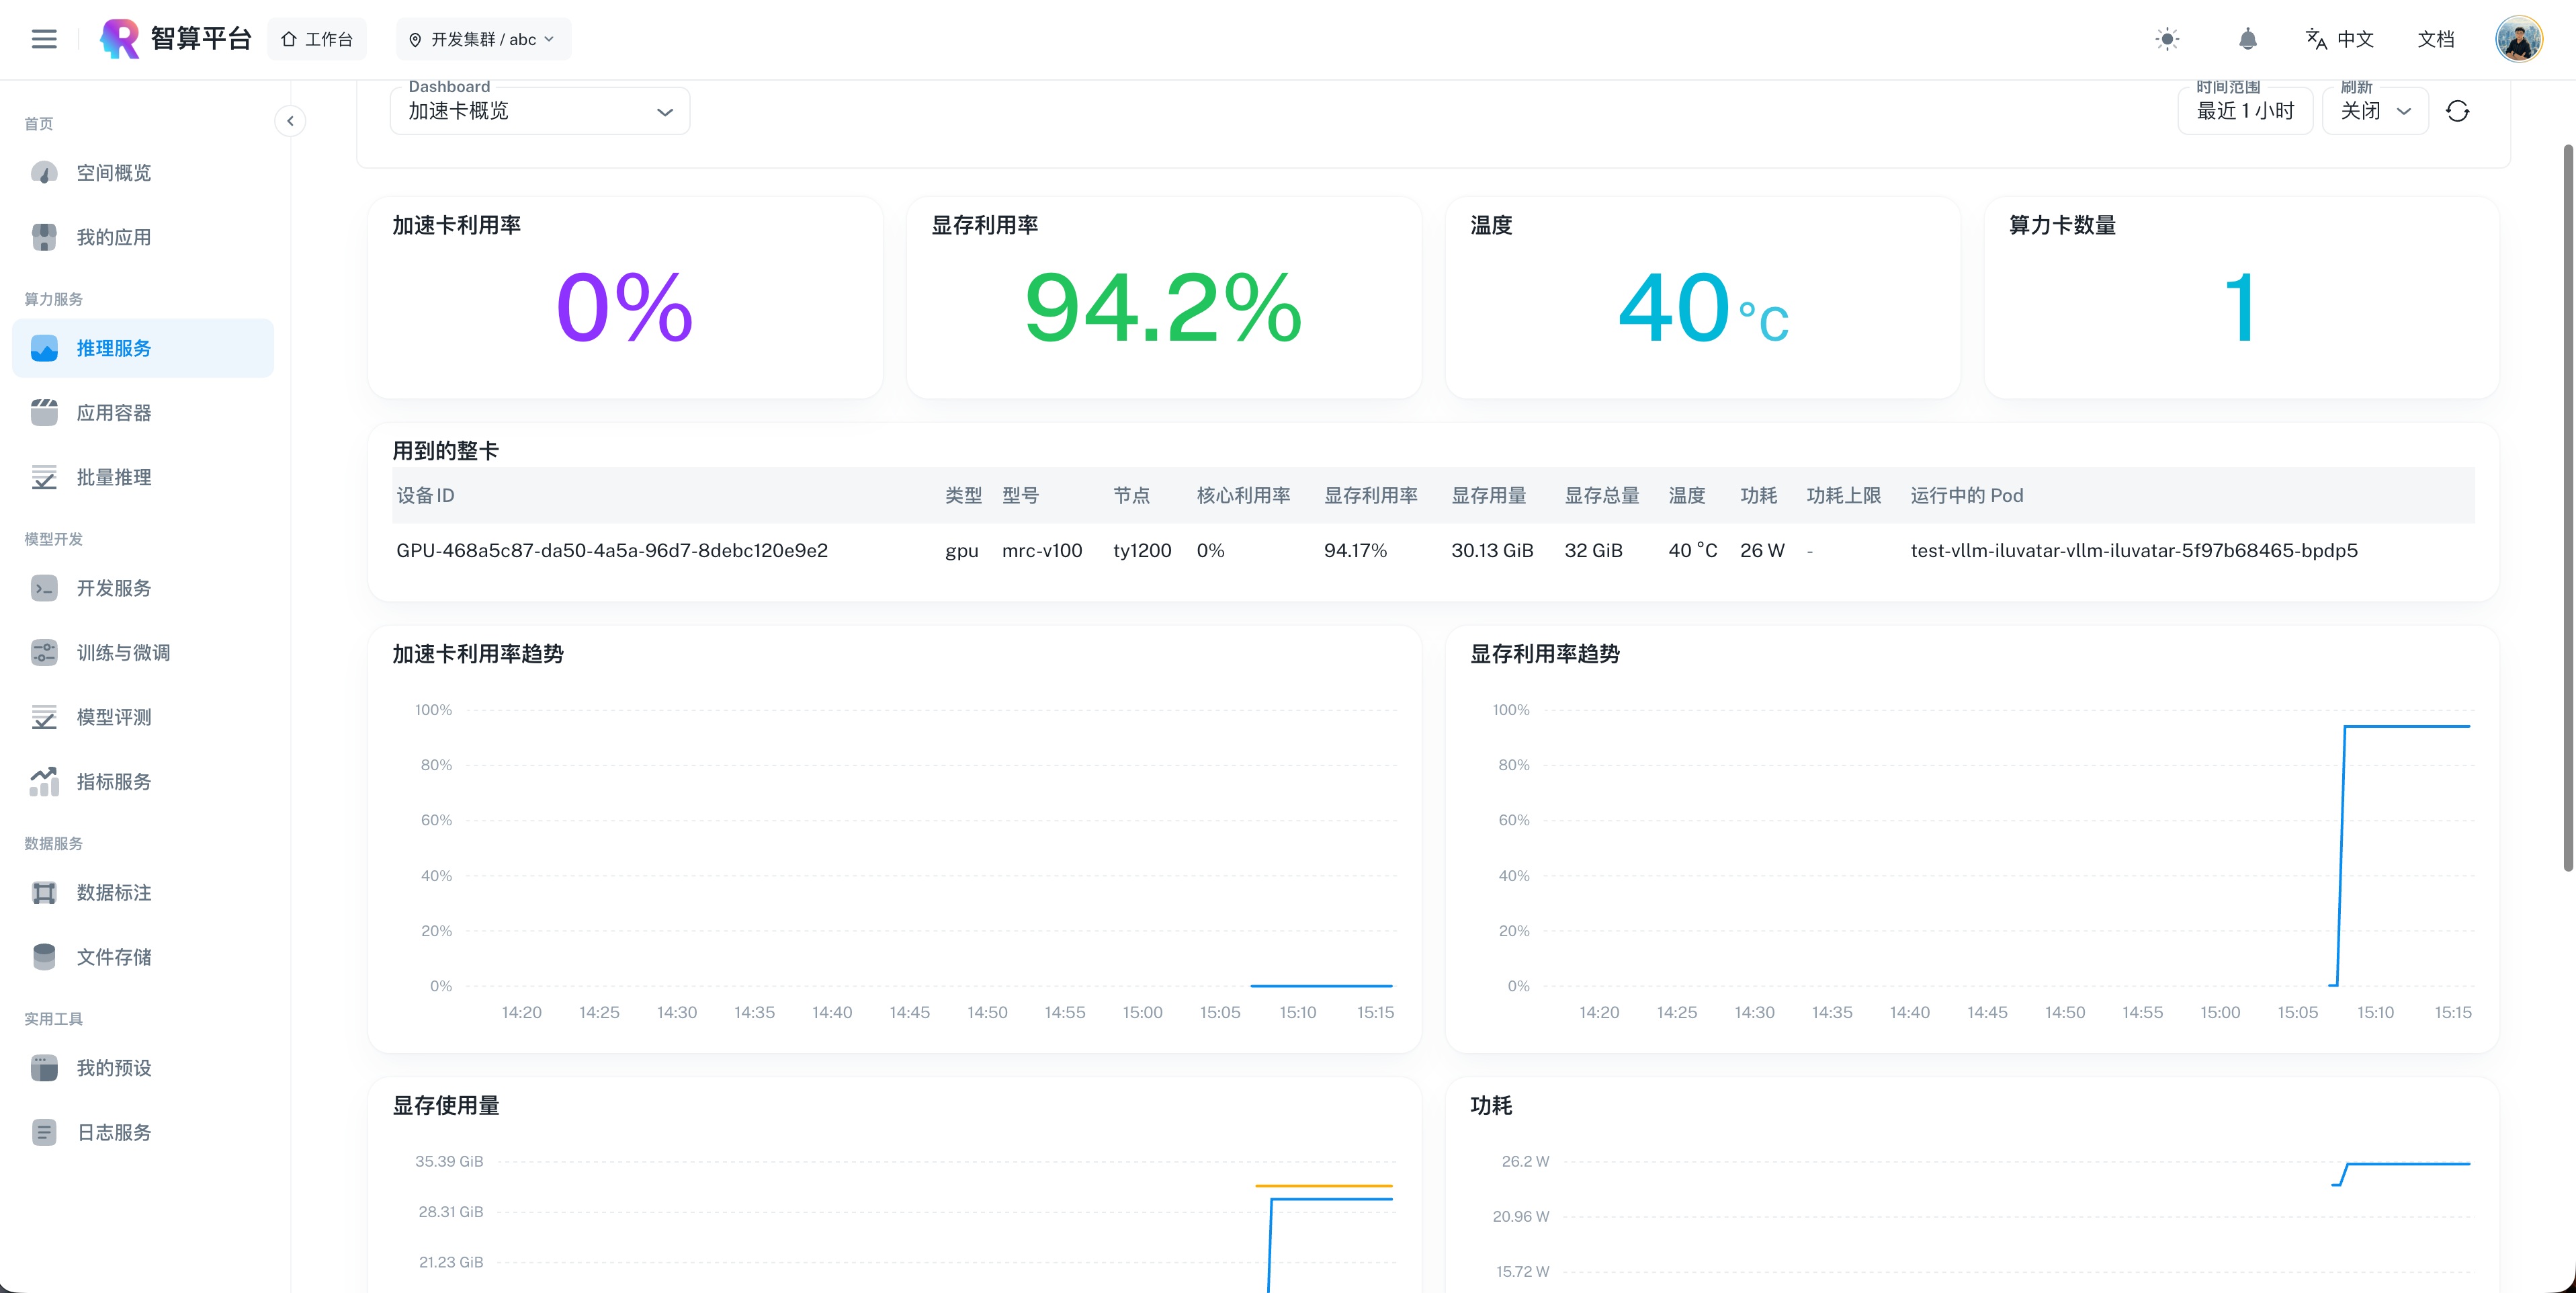 智算平台
工作台
开发集群 / abc
中文
文档
首页
空间概览
我的应用
算力服务
推理服务
应用容器
批量推理
模型开发
开发服务
训练与微调
模型评测
指标服务
数据服务
数据标注
文件存储
实用工具
我的预设
日志服务
Dashboard
加速卡概览
时间范围
最近 1 小时
刷新
关闭
加速卡利用率
0%
显存利用率
94.2%
温度
40 °C
算力卡数量
1
用到的整卡
设备 ID 类型 型号 节点 核心利用率 显存利用率 显存用量 显存总量 温度 功耗 功耗上限 运行中的 Pod
GPU-468a5c87-da50-4a5a-96d7-8debc120e9e2 gpu mrc-v100 ty1200 0% 94.17% 30.13 GiB 32 GiB 40 °C 26 W - test-vllm-iluvatar-vllm-iluvatar-5f97b68465-bpdp5
加速卡利用率趋势
100%
80%
60%
40%
20%
0%
14:20 14:25 14:30 14:35 14:40 14:45 14:50 14:55 15:00 15:05 15:10 15:15
显存利用率趋势
100%
80%
60%
40%
20%
0%
14:20 14:25 14:30 14:35 14:40 14:45 14:50 14:55 15:00 15:05 15:10 15:15
显存使用量
35.39 GiB
28.31 GiB
21.23 GiB
功耗
26.2 W
20.96 W
15.72 W